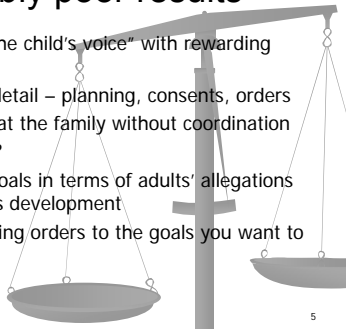 bly poor results
he child's voice" with rewarding
detail – planning, consents, orders
at the family without coordination
?
oals in terms of adults' allegations
s development
ing orders to the goals you want to
5